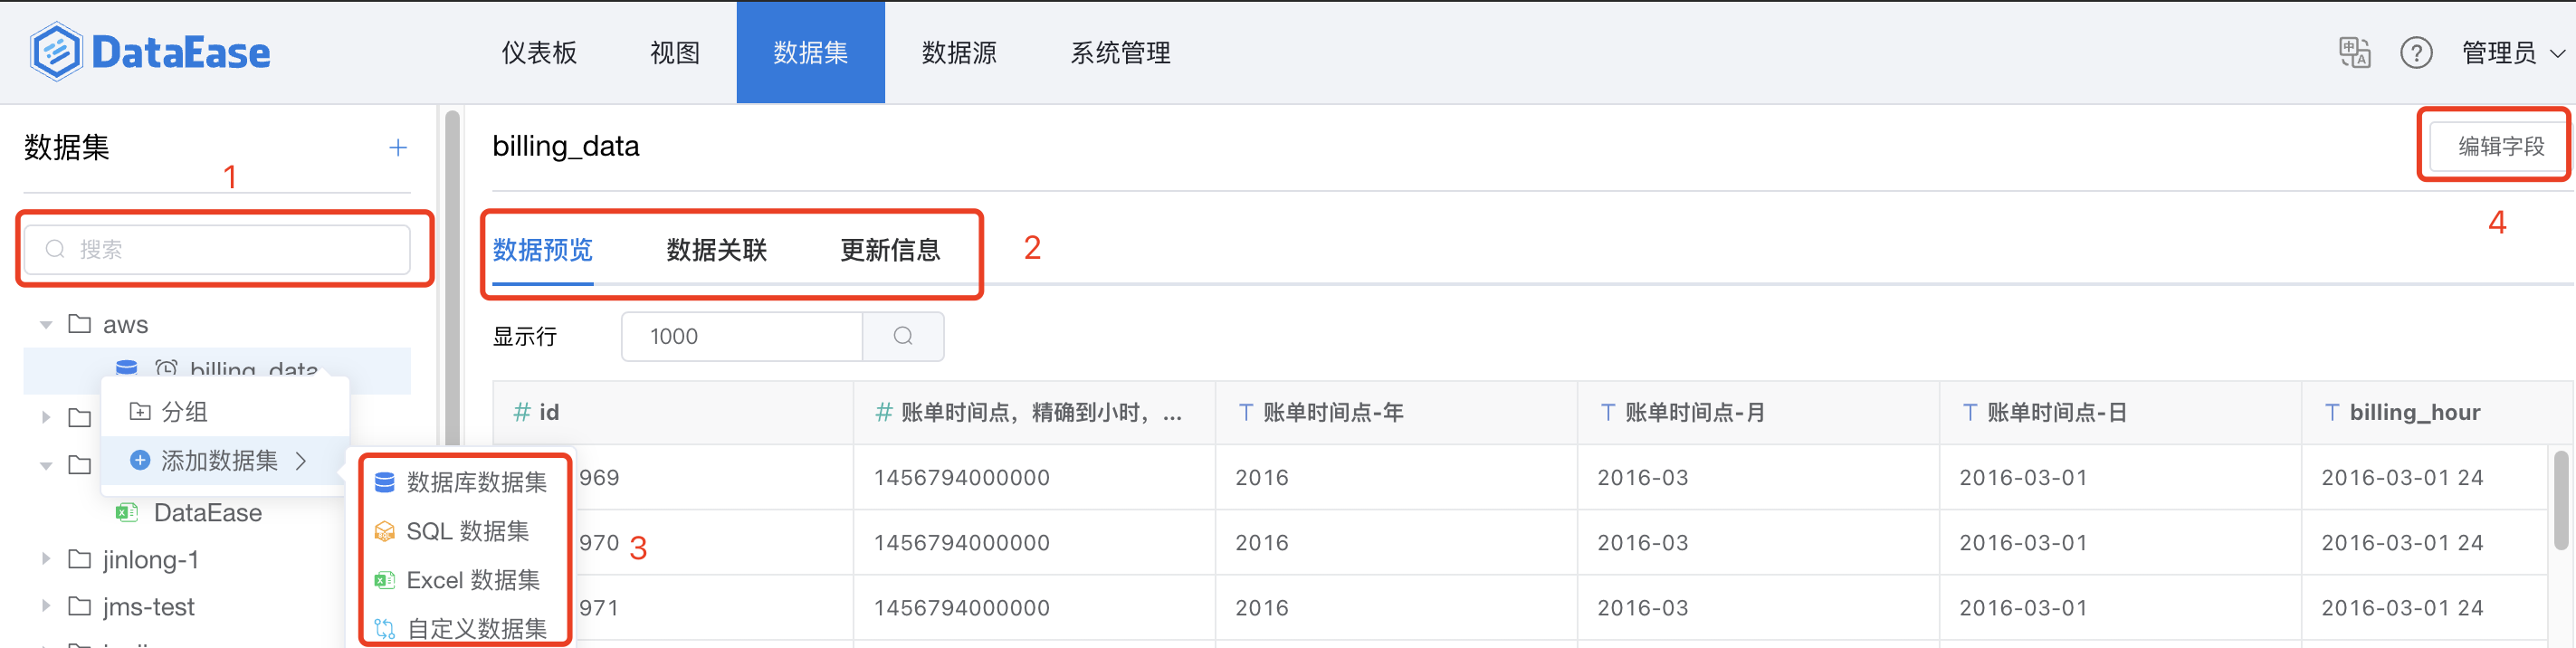 DataEase 仪表板 视图 数据集 数据源 系统管理 管理员
数据集
1
搜索
aws
billing_data
分组
添加数据集
DataEase
jinlong-1
jms-test
数据库数据集
SQL 数据集
Excel 数据集
自定义数据集
3
billing_data 编辑字段
4
数据预览 数据关联 更新信息 2
显示行 1000
# id # 账单时间点，精确到小时，... T 账单时间点-年 T 账单时间点-月 T 账单时间点-日 T billing_hour
969 1456794000000 2016 2016-03 2016-03-01 2016-03-01 24
970 1456794000000 2016 2016-03 2016-03-01 2016-03-01 24
971 1456794000000 2016 2016-03 2016-03-01 2016-03-01 24